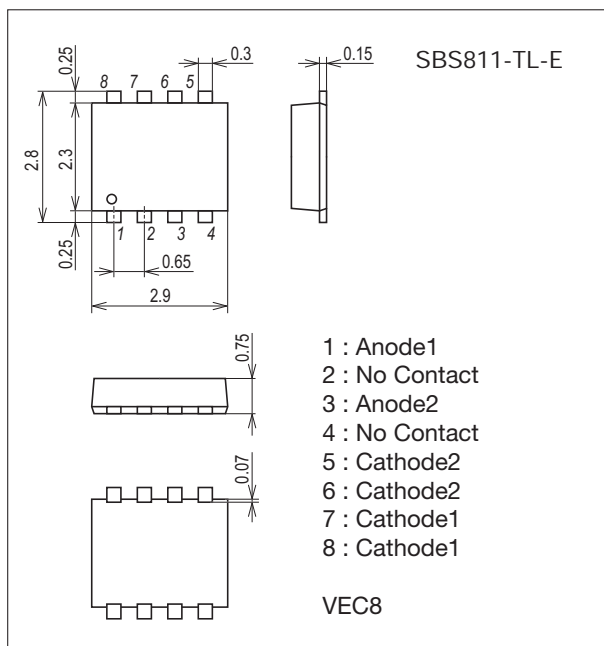 SBS811-TL-E
0.25
8 7 6 5
0.3
0.15
2.8
2.3
0.25
1 2 3 4
0.65
2.9
0.75
0.07
1 : Anode1
2 : No Contact
3 : Anode2
4 : No Contact
5 : Cathode2
6 : Cathode2
7 : Cathode1
8 : Cathode1
VEC8